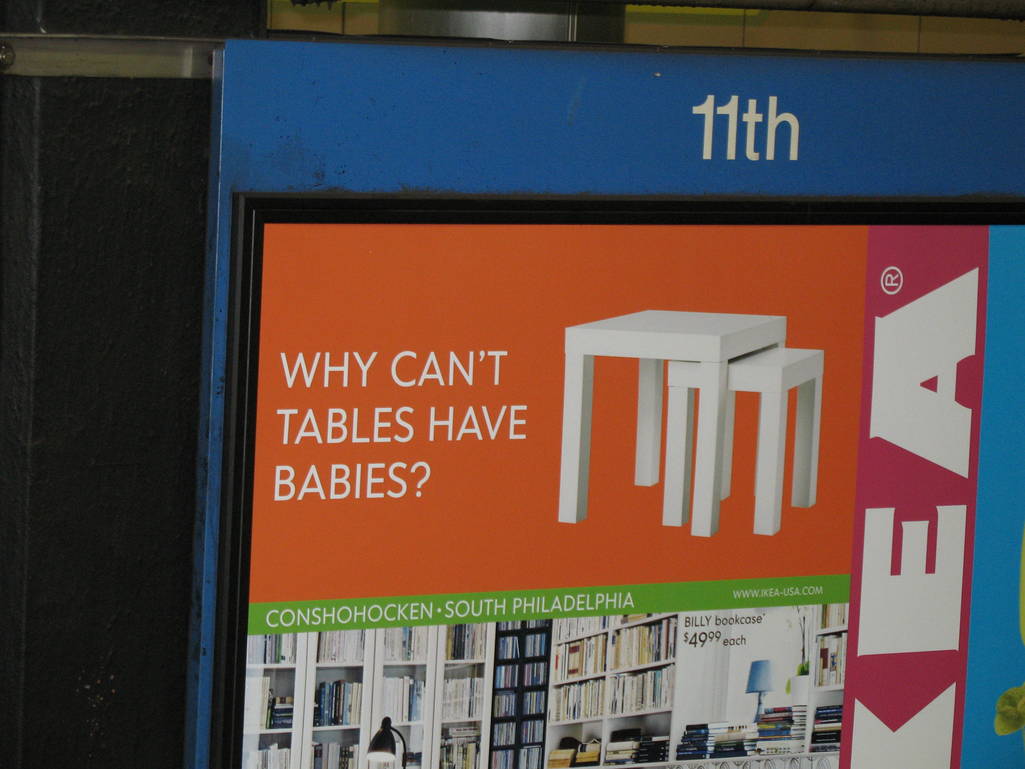 11th
WHY CAN'T
TABLES HAVE
BABIES?
CONSHOHOCKEN • SOUTH PHILADELPHIA
WWW.IKEA-USA.COM
BILLY bookcase*
$49⁹⁹ each
IKEA®